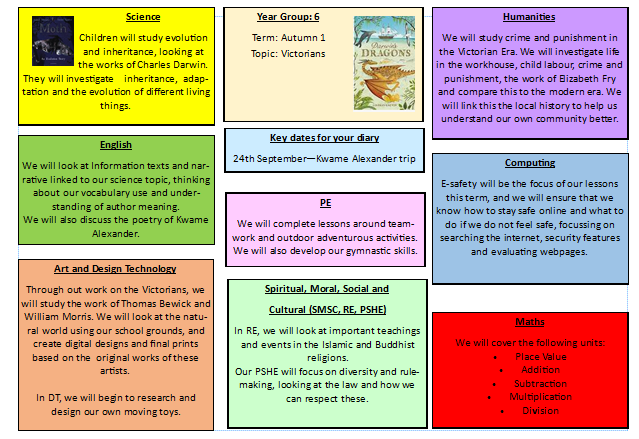 Science
Moth
Children will study evolution
and inheritance, looking at
the works of Charles Darwin.
They will investigate inheritance, adap-
tation and the evolution of different living
things.
Year Group: 6
Term: Autumn 1
Topic: Victorians
Darwin's
DRAGONS
Humanities
We will study crime and punishment in
the Victorian Era. We will investigate life
in the workhouse, child labour, crime and
punishment, the work of Elizabeth Fry
and compare this to the modern era. We
will link this the local history to help us
understand our own community better.
English
We will look at Information texts and nar-
rative linked to our science topic, thinking
about our vocabulary use and under-
standing of author meaning.
We will also discuss the poetry of Kwame
Alexander.
Key dates for your diary
24th September—Kwame Alexander trip
PE
We will complete lessons around team-
work and outdoor adventurous activities.
We will also develop our gymnastic skills.
Computing
E-safety will be the focus of our lessons
this term, and we will ensure that we
know how to stay safe online and what to
do if we do not feel safe, focussing on
searching the internet, security features
and evaluating webpages.
Art and Design Technology
Through out work on the Victorians, we
will study the work of Thomas Bewick and
William Morris. We will look at the natu-
ral world using our school grounds, and
create digital designs and final prints
based on the original works of these
artists.
In DT, we will begin to research and
design our own moving toys.
Spiritual, Moral, Social and
Cultural (SMSC, RE, PSHE)
In RE, we will look at important teachings
and events in the Islamic and Buddhist
religions.
Our PSHE will focus on diversity and rule-
making, looking at the law and how we
can respect these.
Maths
We will cover the following units:
• Place Value
• Addition
• Subtraction
• Multiplication
• Division